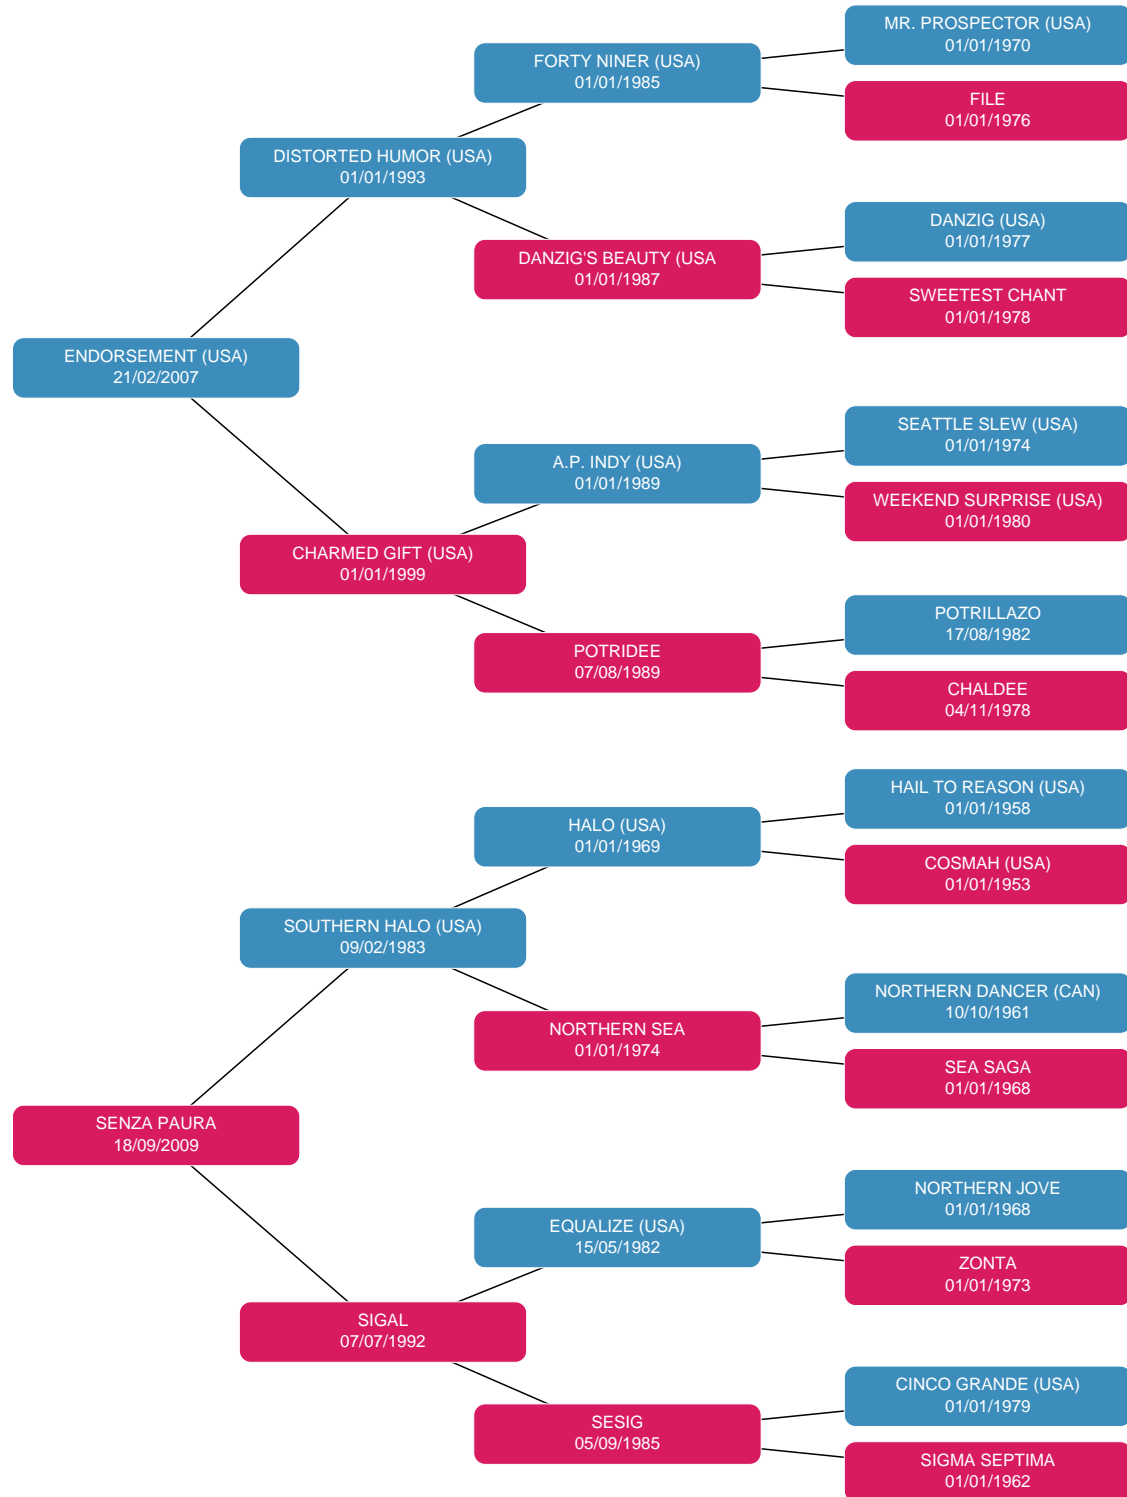 MR. PROSPECTOR (USA)
01/01/1970
FORTY NINER (USA)
01/01/1985
FILE
01/01/1976
DISTORTED HUMOR (USA)
01/01/1993
DANZIG (USA)
01/01/1977
DANZIG'S BEAUTY (USA
01/01/1987
SWEETEST CHANT
01/01/1978
ENDORSEMENT (USA)
21/02/2007
SEATTLE SLEW (USA)
01/01/1974
A.P. INDY (USA)
01/01/1989
WEEKEND SURPRISE (USA)
01/01/1980
CHARMED GIFT (USA)
01/01/1999
POTRILLAZO
17/08/1982
POTRIDEE
07/08/1989
CHALDEE
04/11/1978
HAIL TO REASON (USA)
01/01/1958
HALO (USA)
01/01/1969
COSMAH (USA)
01/01/1953
SOUTHERN HALO (USA)
09/02/1983
NORTHERN DANCER (CAN)
10/10/1961
NORTHERN SEA
01/01/1974
SEA SAGA
01/01/1968
SENZA PAURA
18/09/2009
NORTHERN JOVE
01/01/1968
EQUALIZE (USA)
15/05/1982
ZONTA
01/01/1973
SIGAL
07/07/1992
CINCO GRANDE (USA)
01/01/1979
SESIG
05/09/1985
SIGMA SEPTIMA
01/01/1962